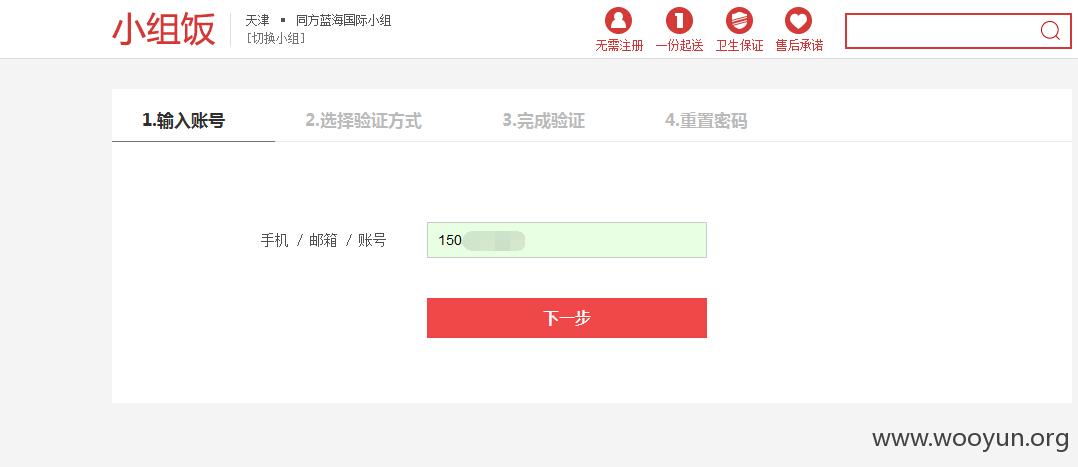 小组饭
天津 ▪ 同方蓝海国际小组
[切换小组]
无需注册 一份起送 卫生保证 售后承诺
1.输入账号 2.选择验证方式 3.完成验证 4.重置密码
手机 / 邮箱 / 账号 150
下一步
www.wooyun.org